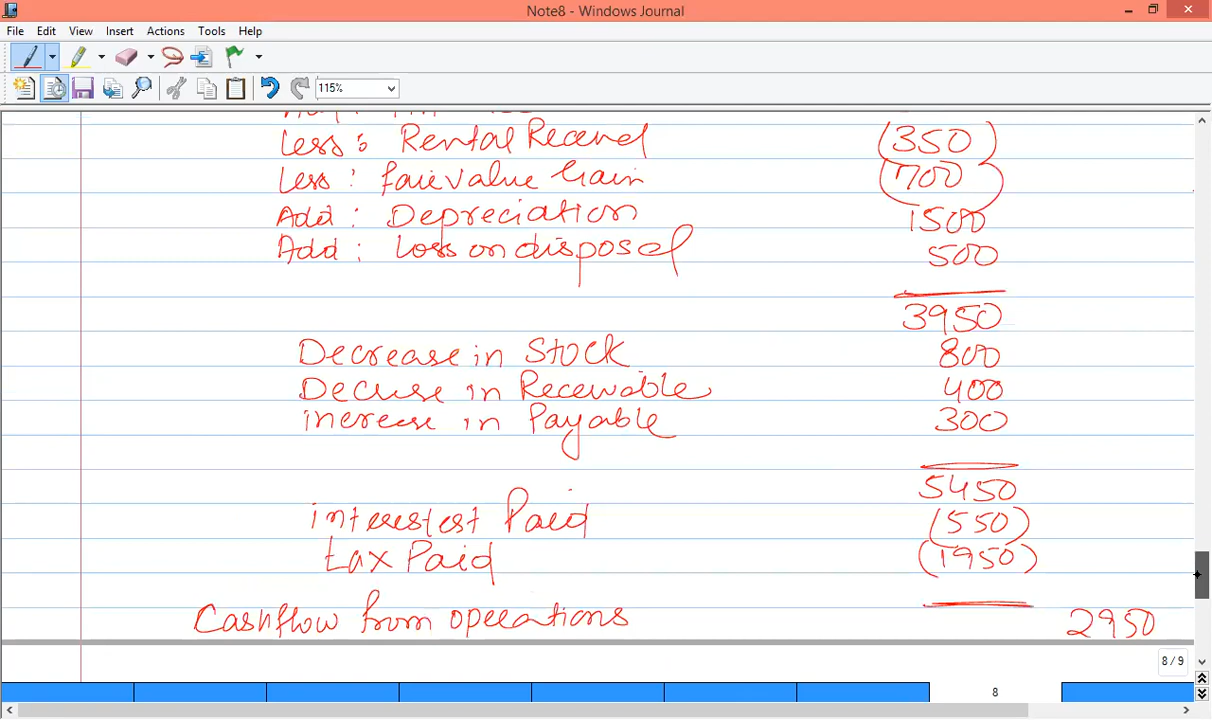 Note8 - Windows Journal
File Edit View Insert Actions Tools Help
115%
Less : Rental Received (350)
Less : fair value Gain (700)
Add : Depreciation 1500
Add : Loss on disposal 500
3950
Decrease in Stock 800
Decrease in Receivable 400
increase in Payable 300
5450
interestest Paid (550)
tax Paid (1950)
Cashflow from operations 2950
8 / 9
8